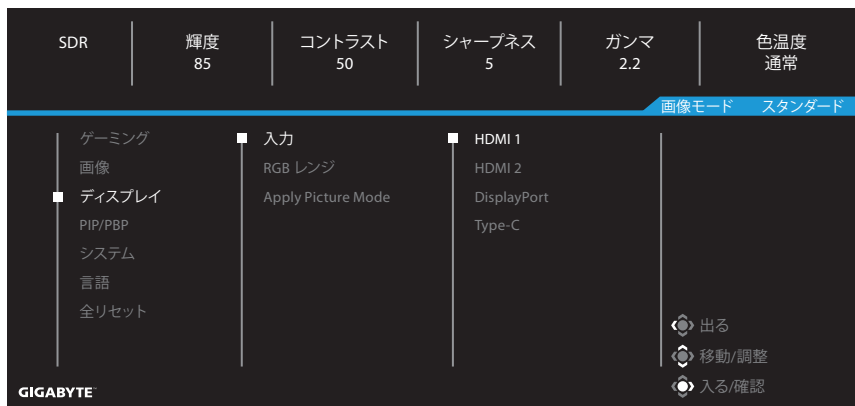 SDR
輝度
85
コントラスト
50
シャープネス
5
ガンマ
2.2
色温度
通常
画像モード スタンダード
ゲーミング
画像
ディスプレイ
PIP/PBP
システム
言語
全リセット
入力
RGB レンジ
Apply Picture Mode
HDMI 1
HDMI 2
DisplayPort
Type-C
出る
移動/調整
入る/確認
GIGABYTE™